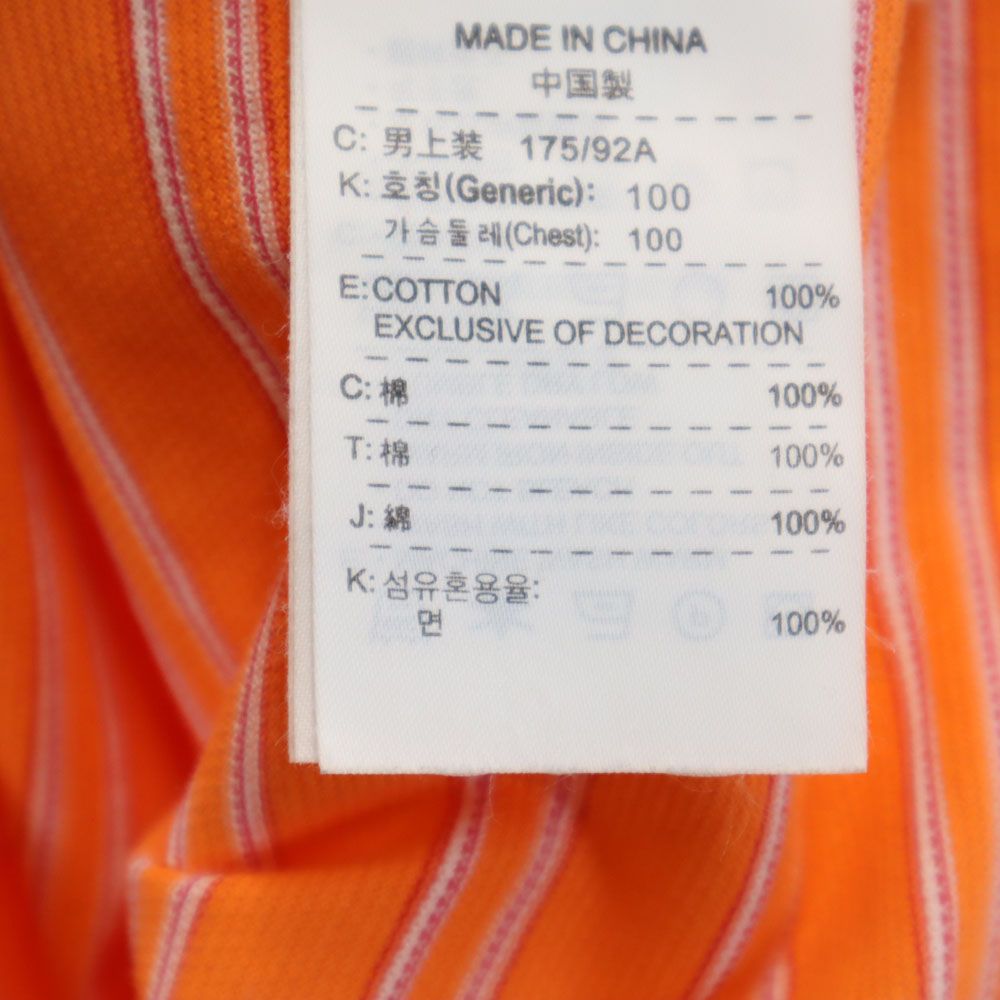 MADE IN CHINA
中国製
C: 男上装 175/92A
K: 호칭(Generic): 100
가슴둘레(Chest): 100
E: COTTON 100%
EXCLUSIVE OF DECORATION
C: 棉 100%
T: 棉 100%
J: 綿 100%
K: 섬유혼용율:
면 100%